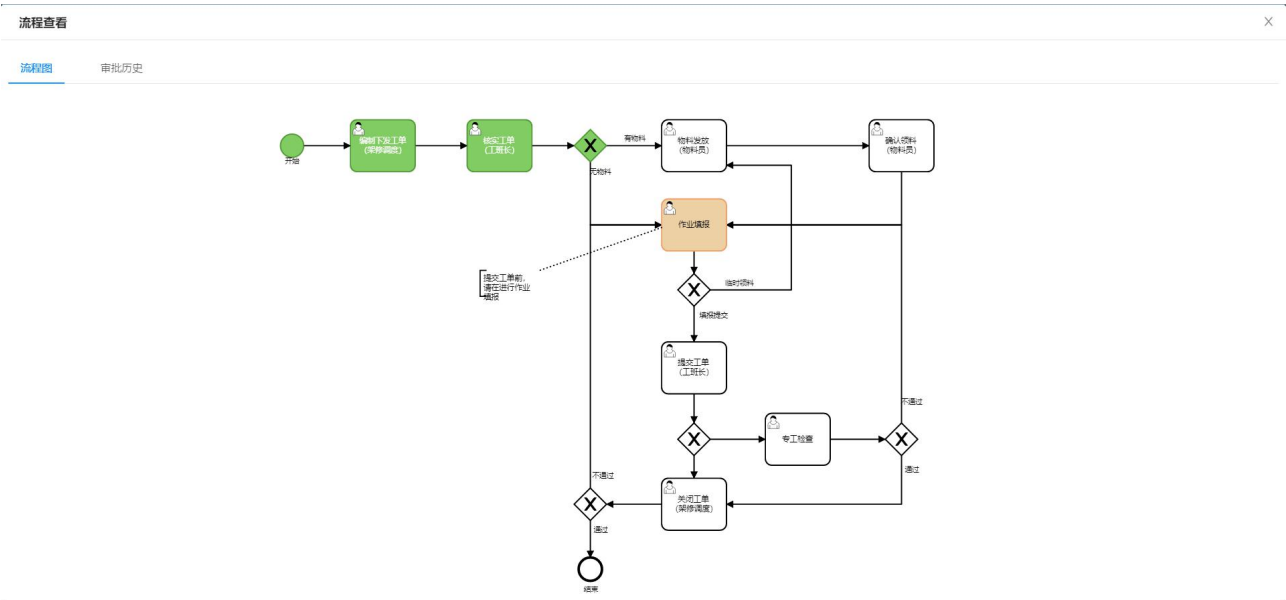 流程查看
流程图
审批历史
编制下发工单
(架修调度)
核实工单
(工班长)
有物料
物料发放
(物料员)
确认领料
(物料员)
开始
无物料
作业填报
提交工单前，
请在进行作业
填报
临时领料
填报提交
提交工单
(工班长)
不通过
专工检查
通过
不通过
关闭工单
(架修调度)
通过
结束